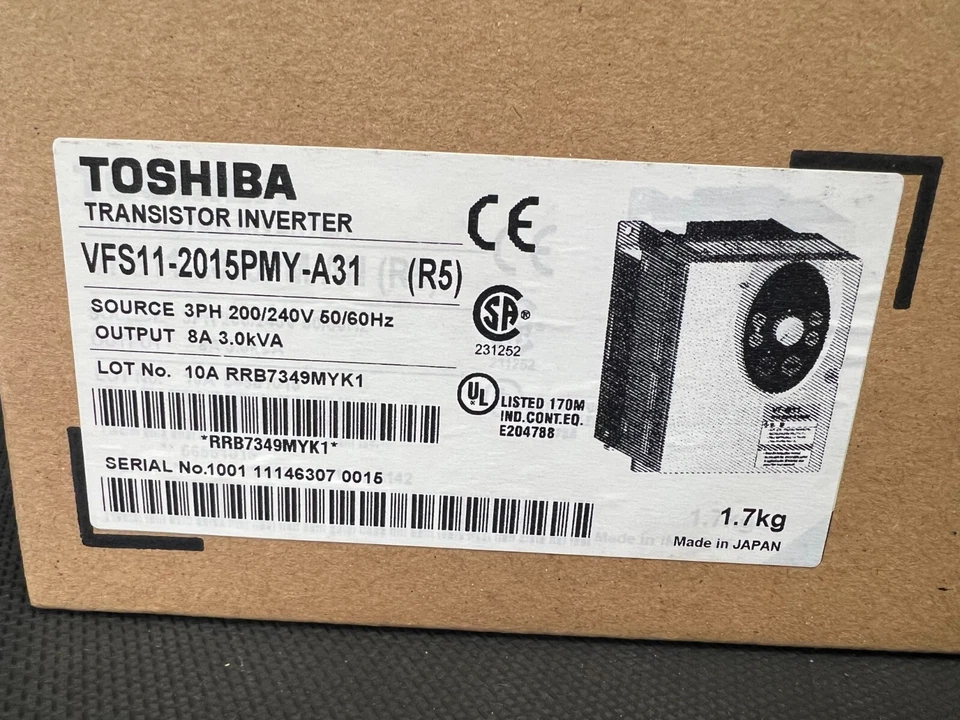 TOSHIBA
TRANSISTOR INVERTER
VFS11-2015PMY-A31 (R5)
SOURCE 3PH 200/240V 50/60Hz
OUTPUT 8A 3.0kVA
LOT No. 10A RRB7349MYK1
*RRB7349MYK1*
SERIAL No.1001 11146307 0015
CE
SA®
231252
UL
LISTED 170M
IND.CONT.EQ.
E204788
1.7kg
Made in JAPAN